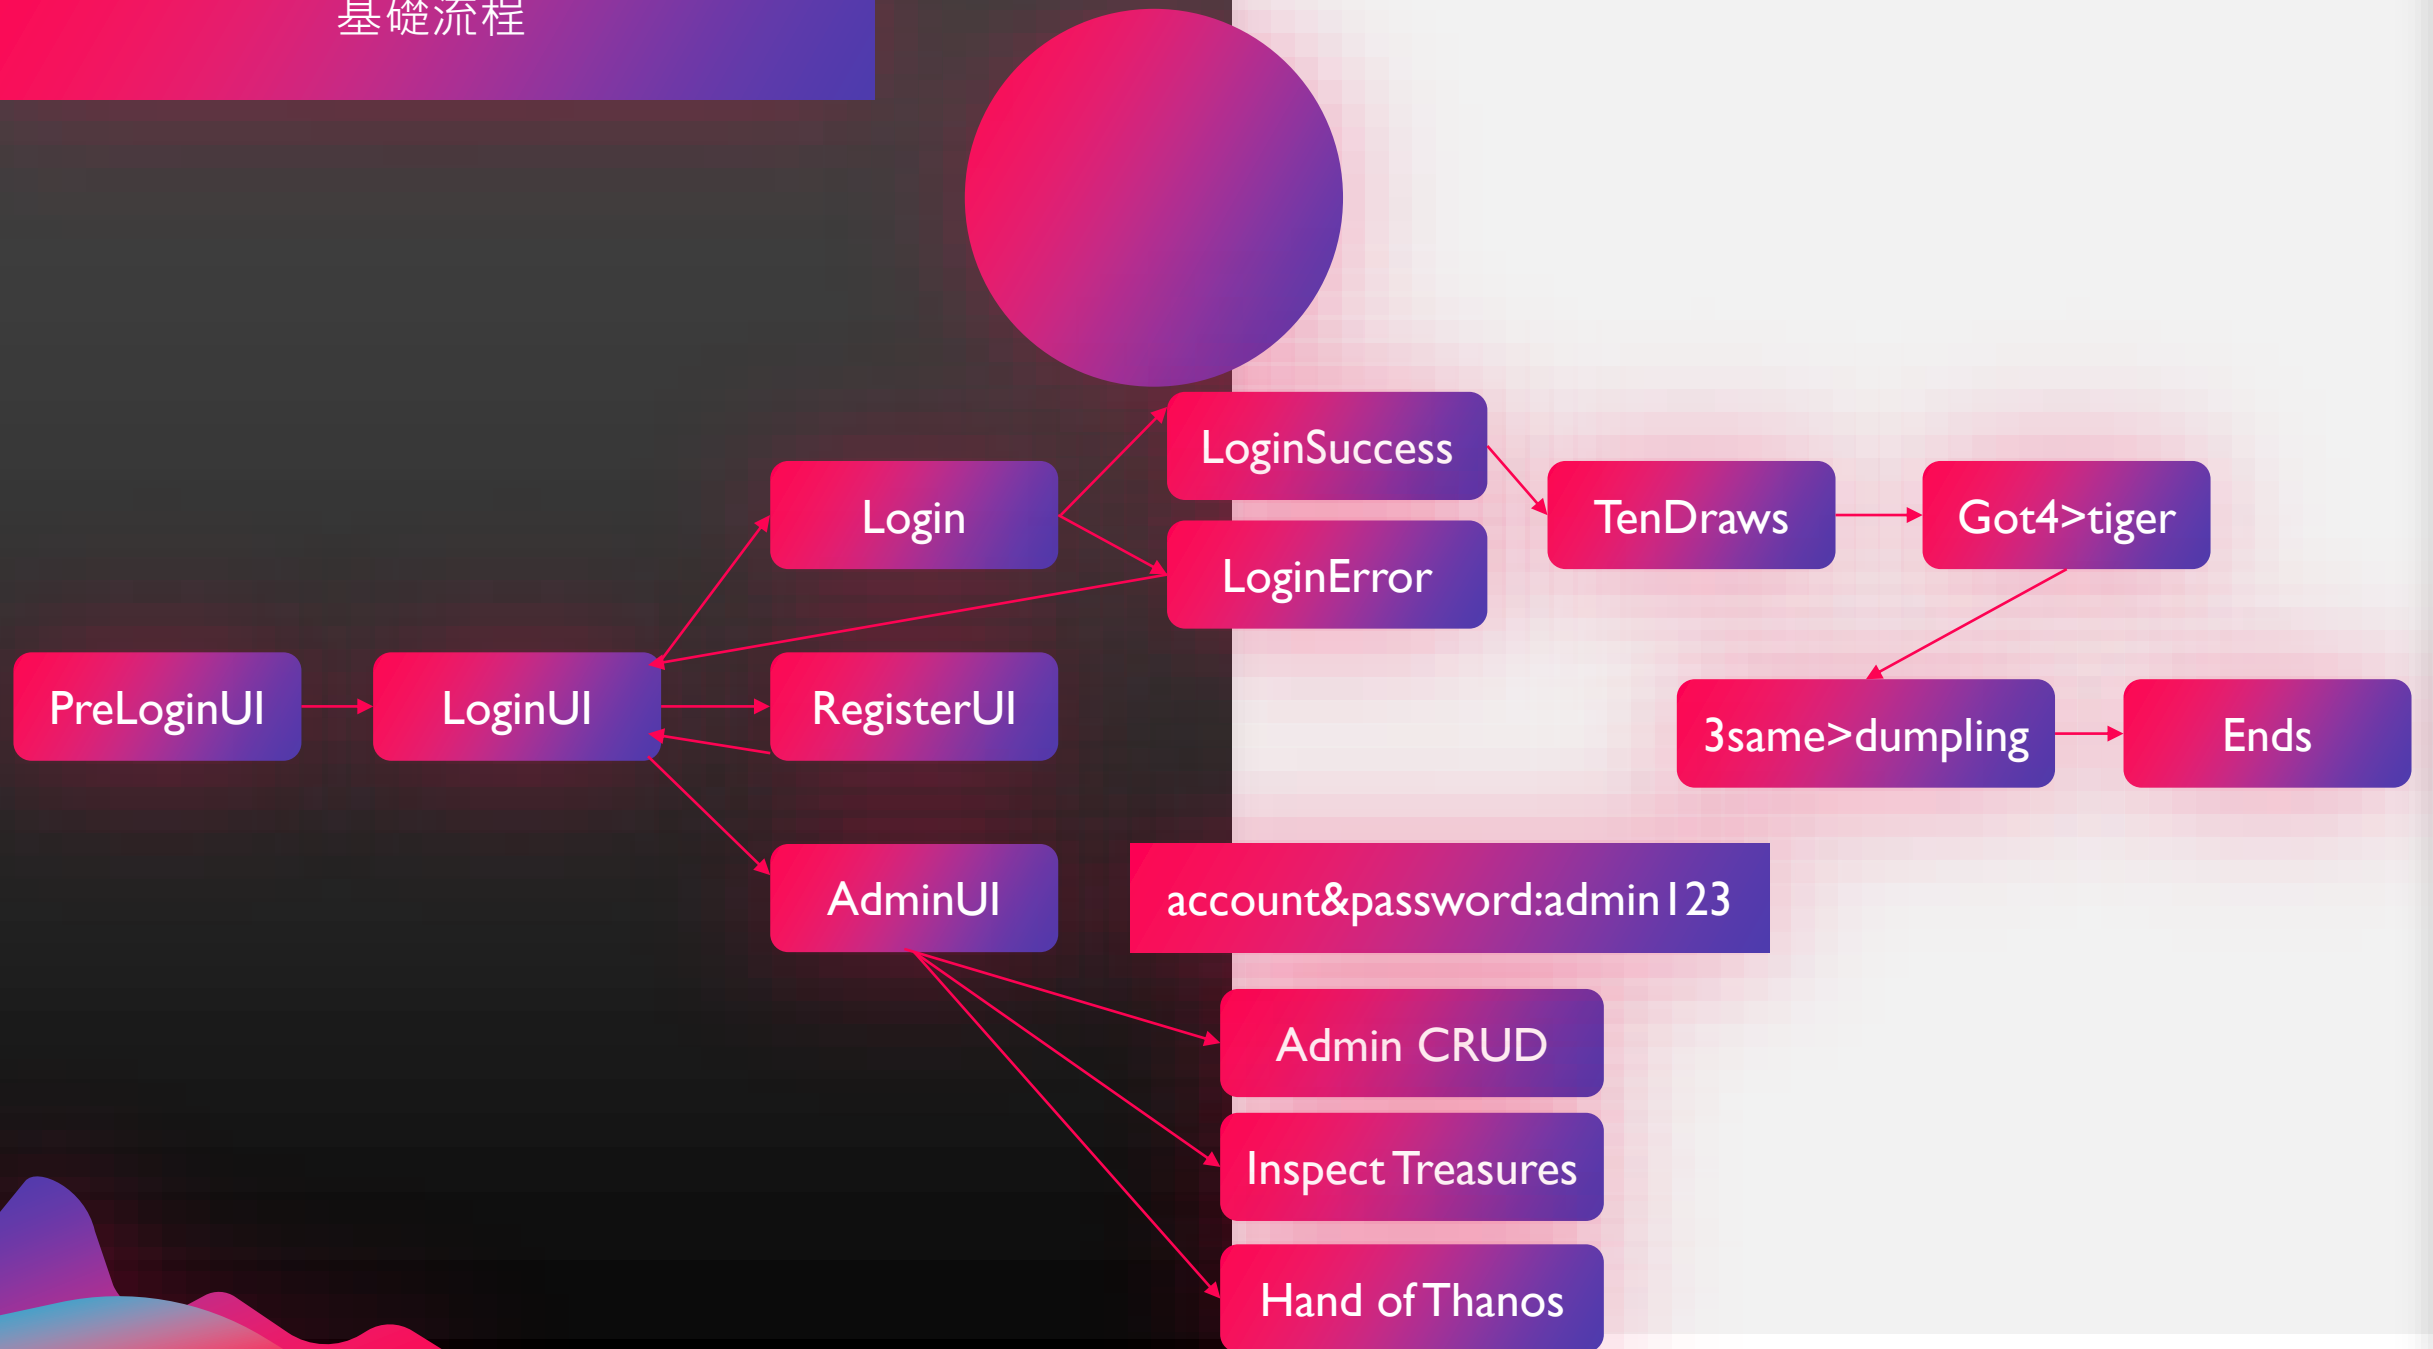 基礎流程
LoginSuccess
Login
TenDraws
Got4>tiger
LoginError
PreLoginUI
LoginUI
RegisterUI
3same>dumpling
Ends
AdminUI
account&password:admin123
Admin CRUD
Inspect Treasures
Hand of Thanos